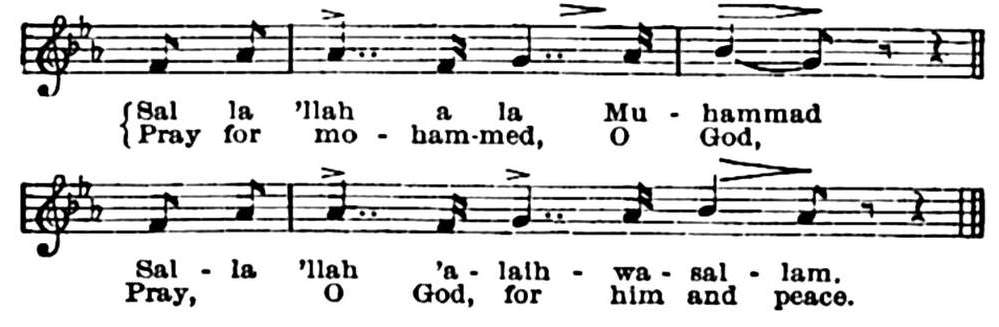 Sal la 'llah a la Mu - hammad
Pray for mo - ham-med, O God,
Sal - la 'llah 'a - laih - wa - sal - lam.
Pray, O God, for him and peace.